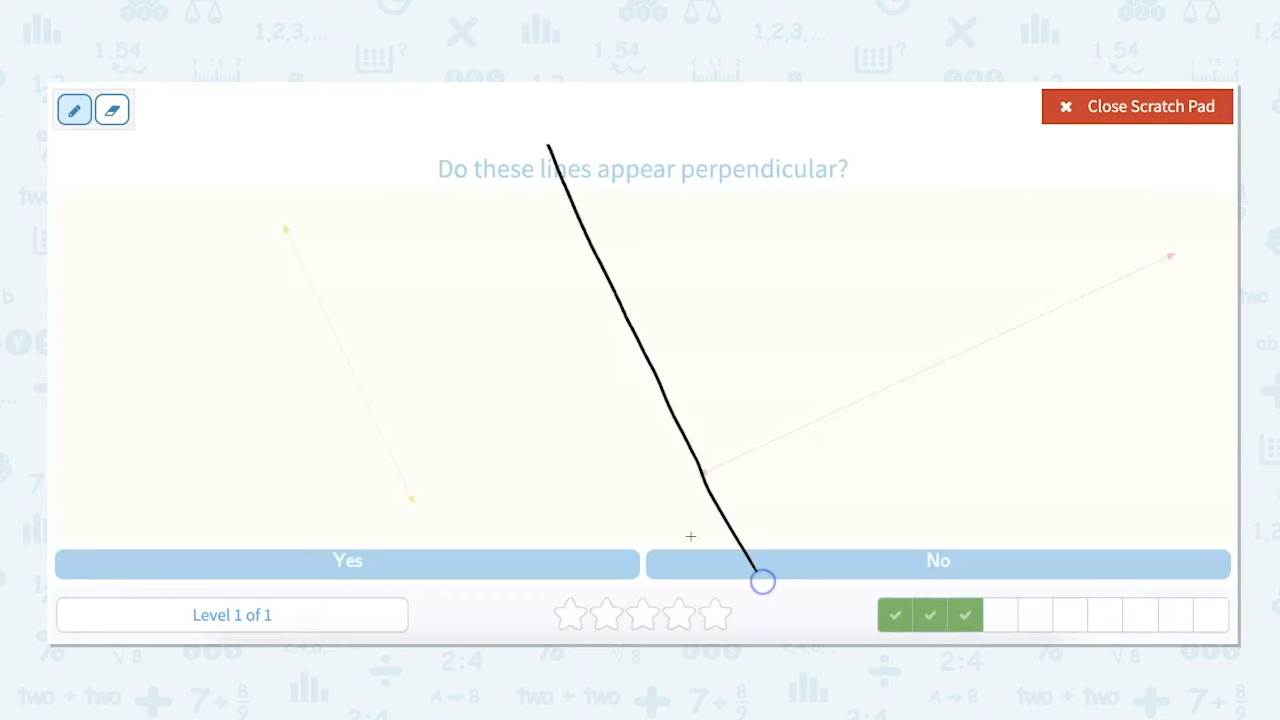 Close Scratch Pad
Do these lines appear perpendicular?
Yes
No
Level 1 of 1